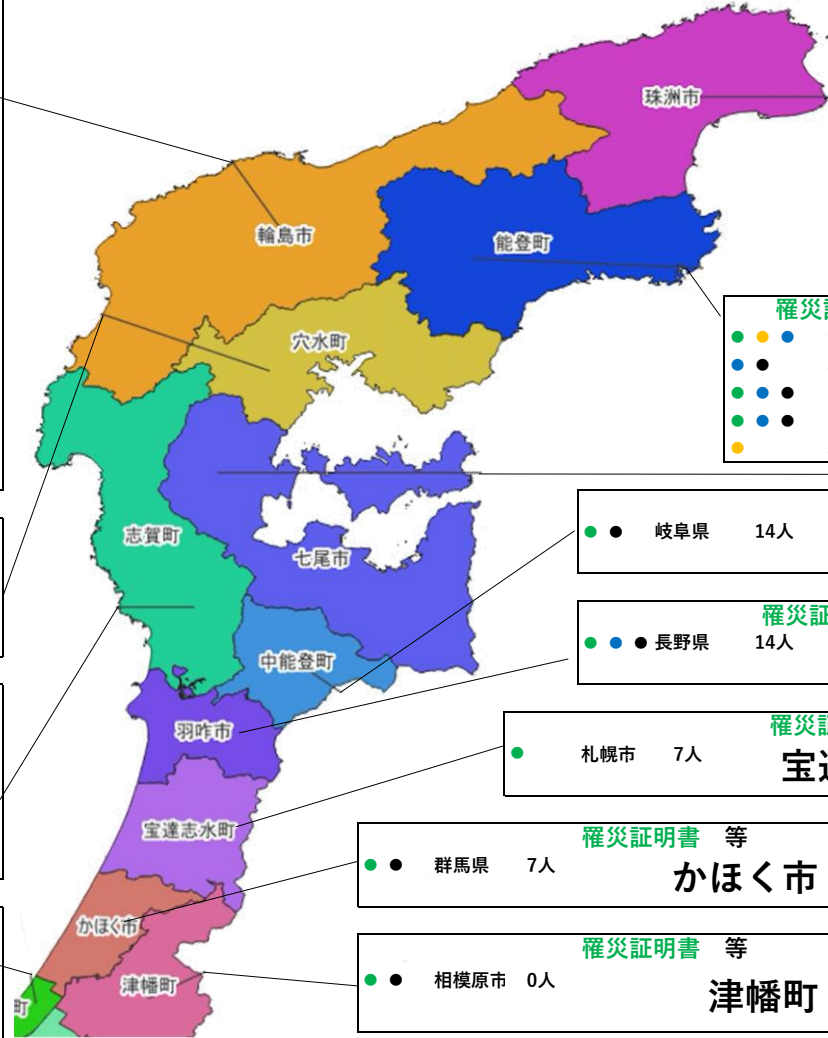 珠洲市
輪島市
能登町
罹災
穴水町
志賀町
七尾市
岐阜県 14人
罹災証
長野県 14人
中能登町
羽咋市
罹災証
札幌市 7人
宝達
宝達志水町
罹災証明書 等
群馬県 7人
かほく市
かほく市
罹災証明書 等
相模原市 0人
津幡町
津幡町
町